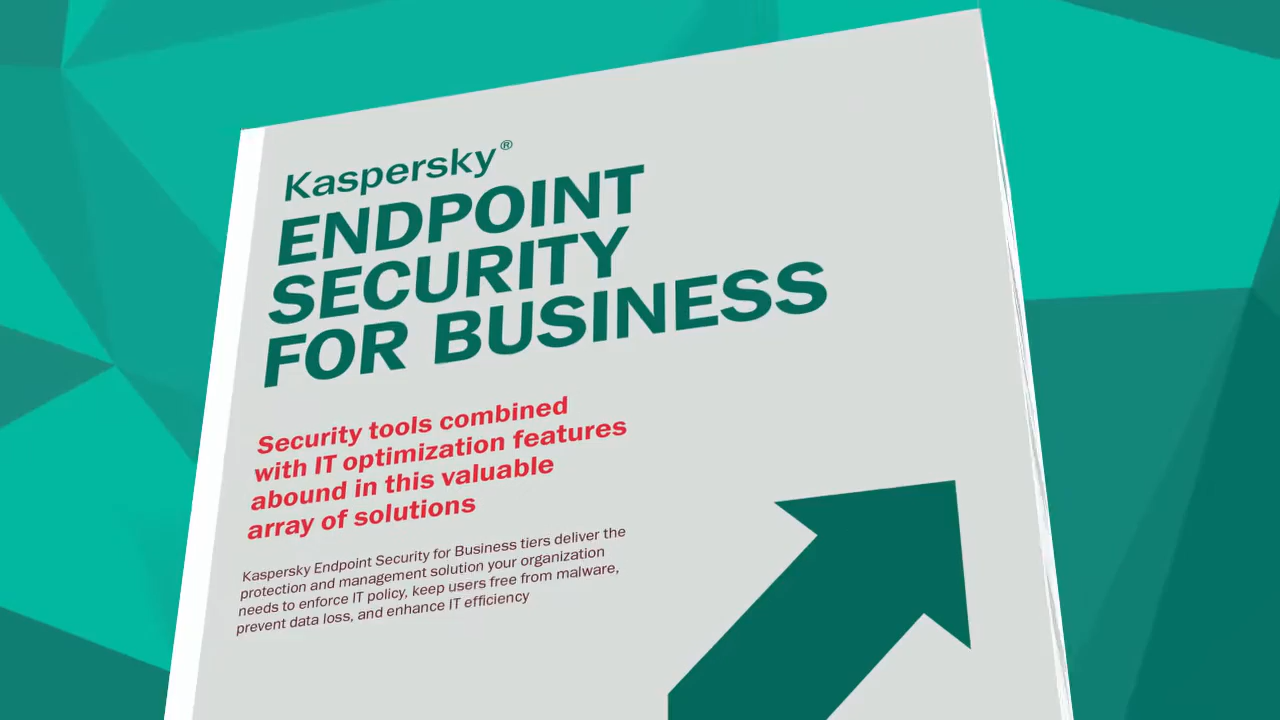 Kaspersky®
ENDPOINT
SECURITY
FOR BUSINESS
Security tools combined
with IT optimization features
abound in this valuable
array of solutions
Kaspersky Endpoint Security for Business tiers deliver the
protection and management solution your organization
needs to enforce IT policy, keep users free from malware,
prevent data loss, and enhance IT efficiency